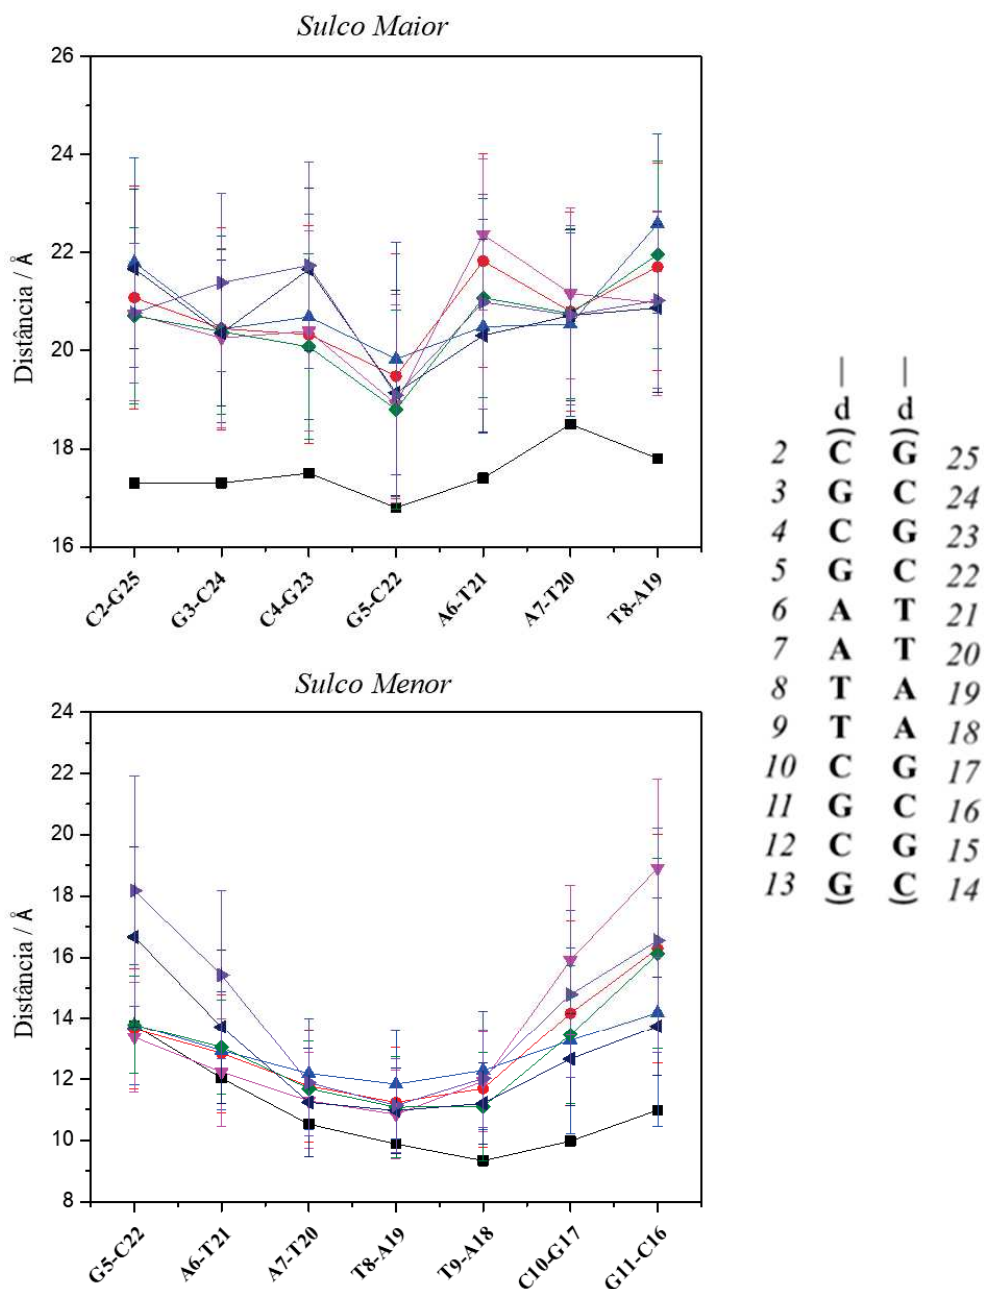 Sulco Maior
26
24
22
20
18
16
Distância / Å
C2-G25
G3-C24
C4-G23
G5-C22
A6-T21
A7-T20
T8-A19
Sulco Menor
24
22
20
18
16
14
12
10
8
Distância / Å
G5-C22
A6-T21
A7-T20
T8-A19
T9-A18
C10-G17
G11-C16
d d
( (
2 C G 25
3 G C 24
4 C G 23
5 G C 22
6 A T 21
7 A T 20
8 T A 19
9 T A 18
10 C G 17
11 G C 16
12 C G 15
13 G C 14
) )